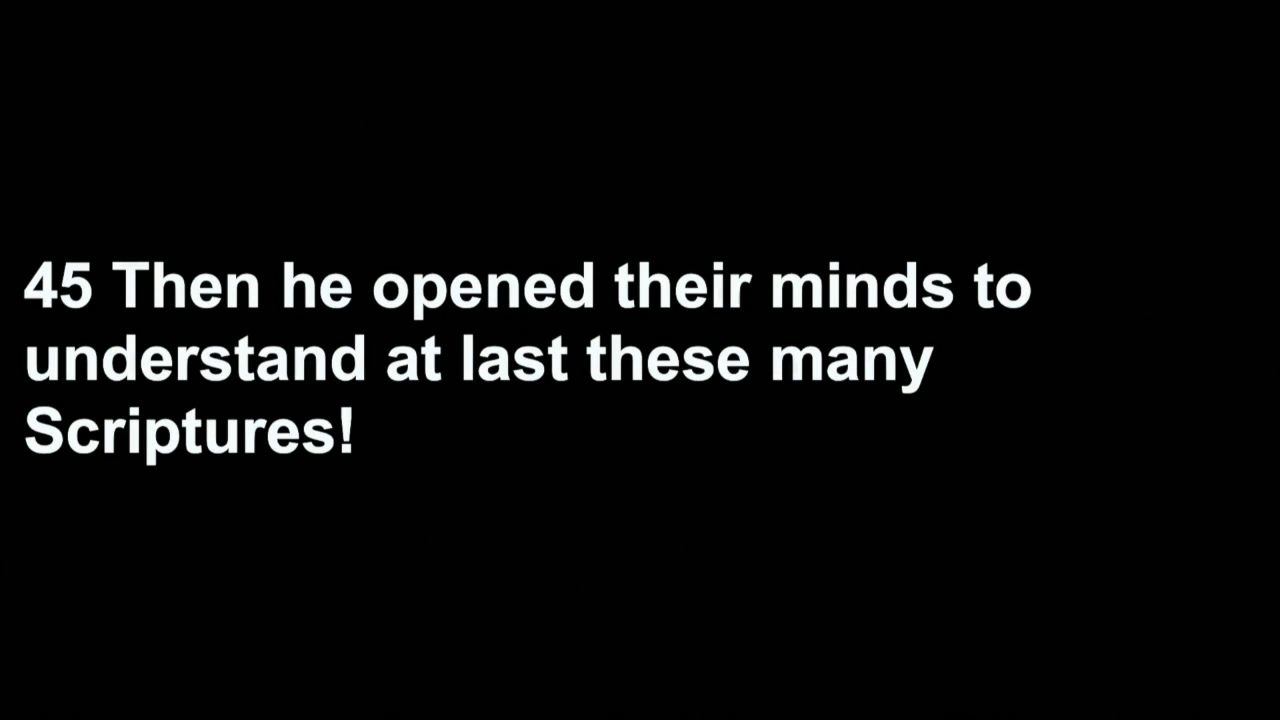 45 Then he opened their minds to
understand at last these many
Scriptures!